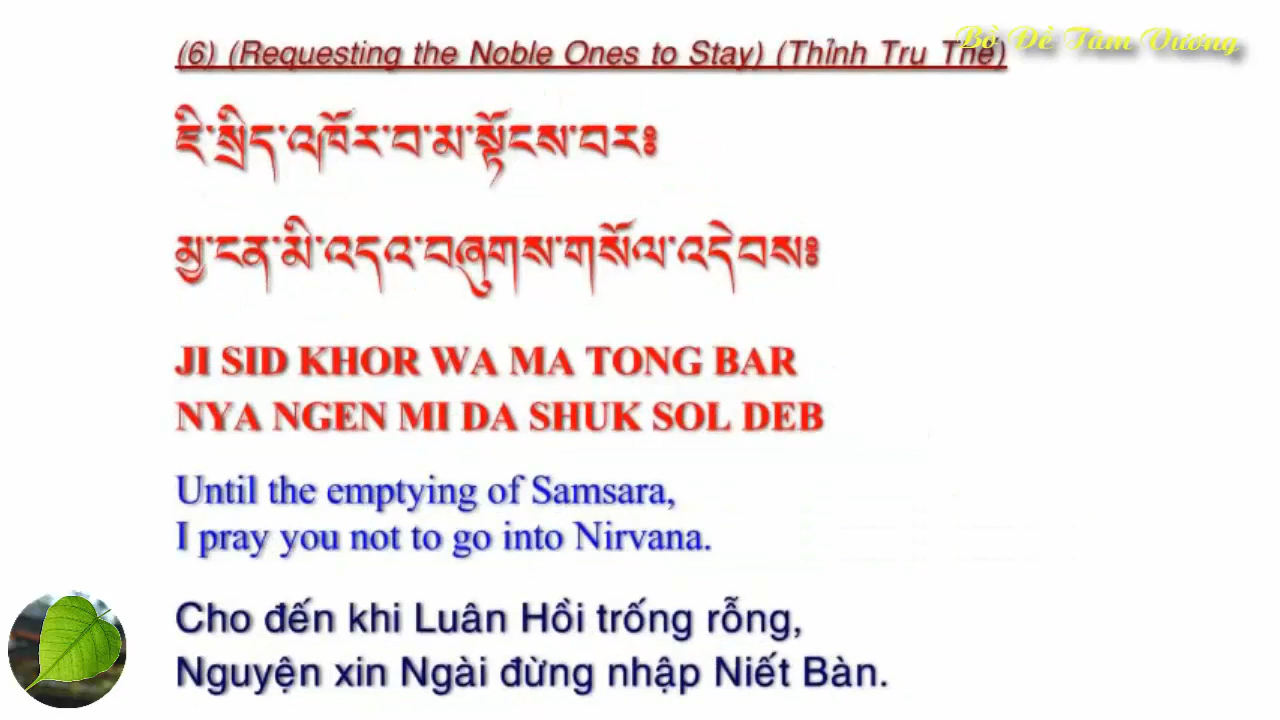 Bồ Đề Tâm Vương
(6) (Requesting the Noble Ones to Stay) (Thỉnh Trụ Thế)
ཇི་སྲིད་འཁོར་བ་མ་སྟོངས་བར༔
མྱ་ངན་མི་འདའ་བཞུགས་གསོལ་འདེབས༔
JI SID KHOR WA MA TONG BAR
NYA NGEN MI DA SHUK SOL DEB
Until the emptying of Samsara,
I pray you not to go into Nirvana.
Cho đến khi Luân Hồi trống rỗng,
Nguyện xin Ngài đừng nhập Niết Bàn.